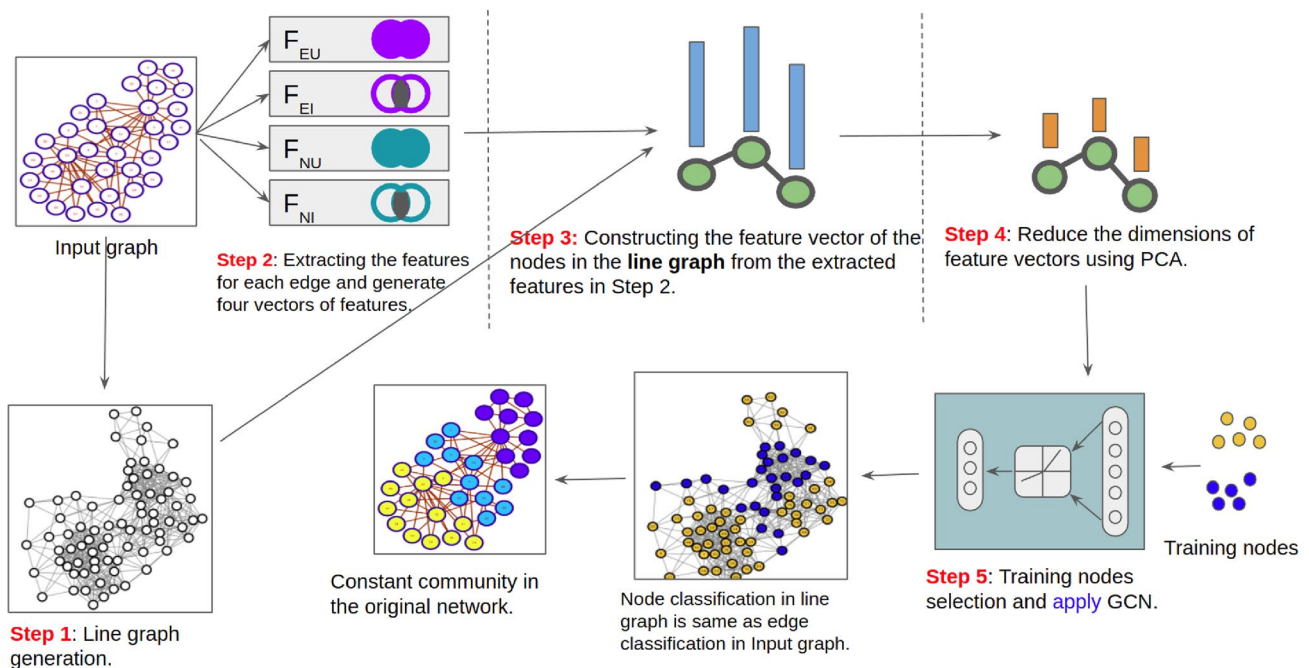 F_EU
F_EI
F_NU
F_NI
Input graph
Step 2: Extracting the features
for each edge and generate
four vectors of features.
Step 3: Constructing the feature vector of the
nodes in the line graph from the extracted
features in Step 2.
Step 4: Reduce the dimensions of
feature vectors using PCA.
Step 1: Line graph
generation.
Constant community in
the original network.
Node classification in line
graph is same as edge
classification in Input graph.
Step 5: Training nodes
selection and apply GCN.
Training nodes